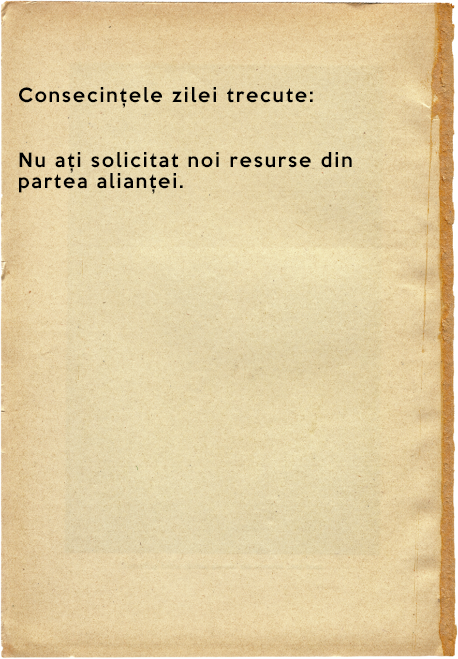 Consecințele zilei trecute:
Nu ați solicitat noi resurse din
partea alianței.